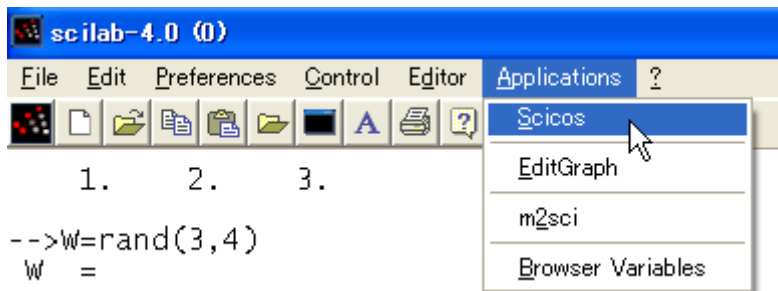 scilab-4.0 (0)
File Edit Preferences Control Editor Applications ?
A ?
Scicos
1. 2. 3.
EditGraph
m2sci
-->W=rand(3,4)
W =
Browser Variables